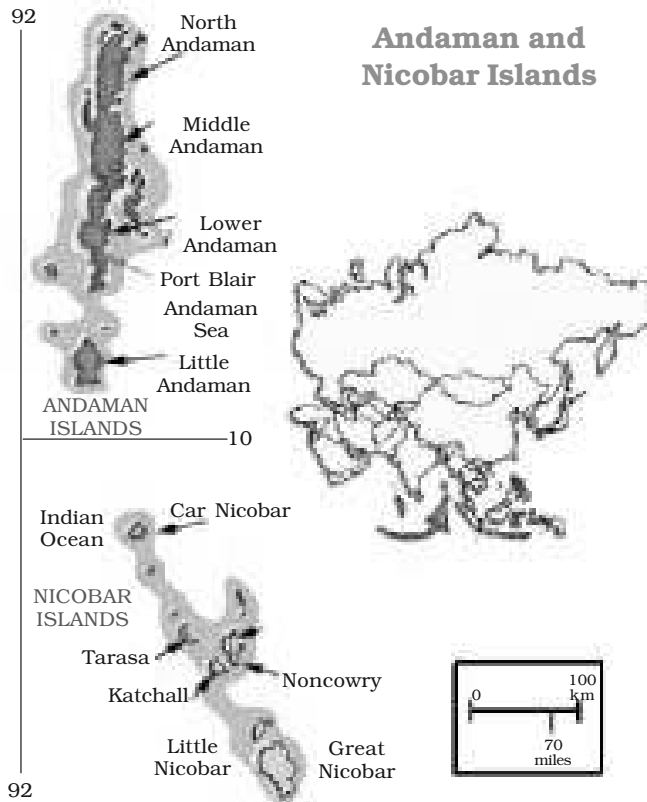 92
North
Andaman
Andaman and
Nicobar Islands
Middle
Andaman
Lower
Andaman
Port Blair
Andaman
Sea
Little
Andaman
ANDAMAN
ISLANDS
10
Indian
Ocean
Car Nicobar
NICOBAR
ISLANDS
Tarasa
Katchall
Noncowry
Little
Nicobar
Great
Nicobar
0
100
km
70
miles
92